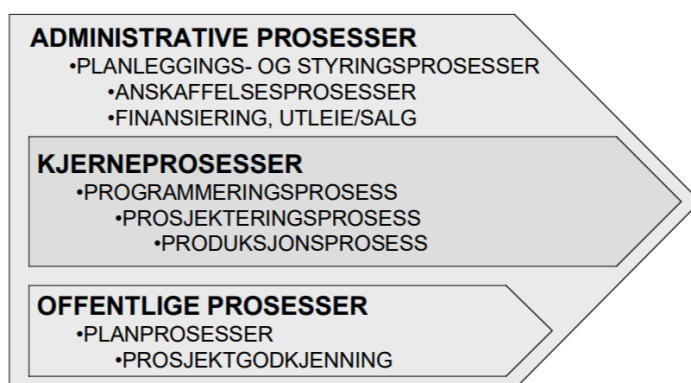 ADMINISTRATIVE PROSESSER
•PLANLEGGINGS- OG STYRINGSPROSESSER
•ANSKAFFELSESPROSESSER
•FINANSIERING, UTLEIE/SALG
KJERNEPROSESSER
•PROGRAMMERINGSPROSESS
•PROSJEKTERINGSPROSESS
•PRODUKSJONSPROSESS
OFFENTLIGE PROSESSER
•PLANPROSESSER
•PROSJEKTGODKJENNING